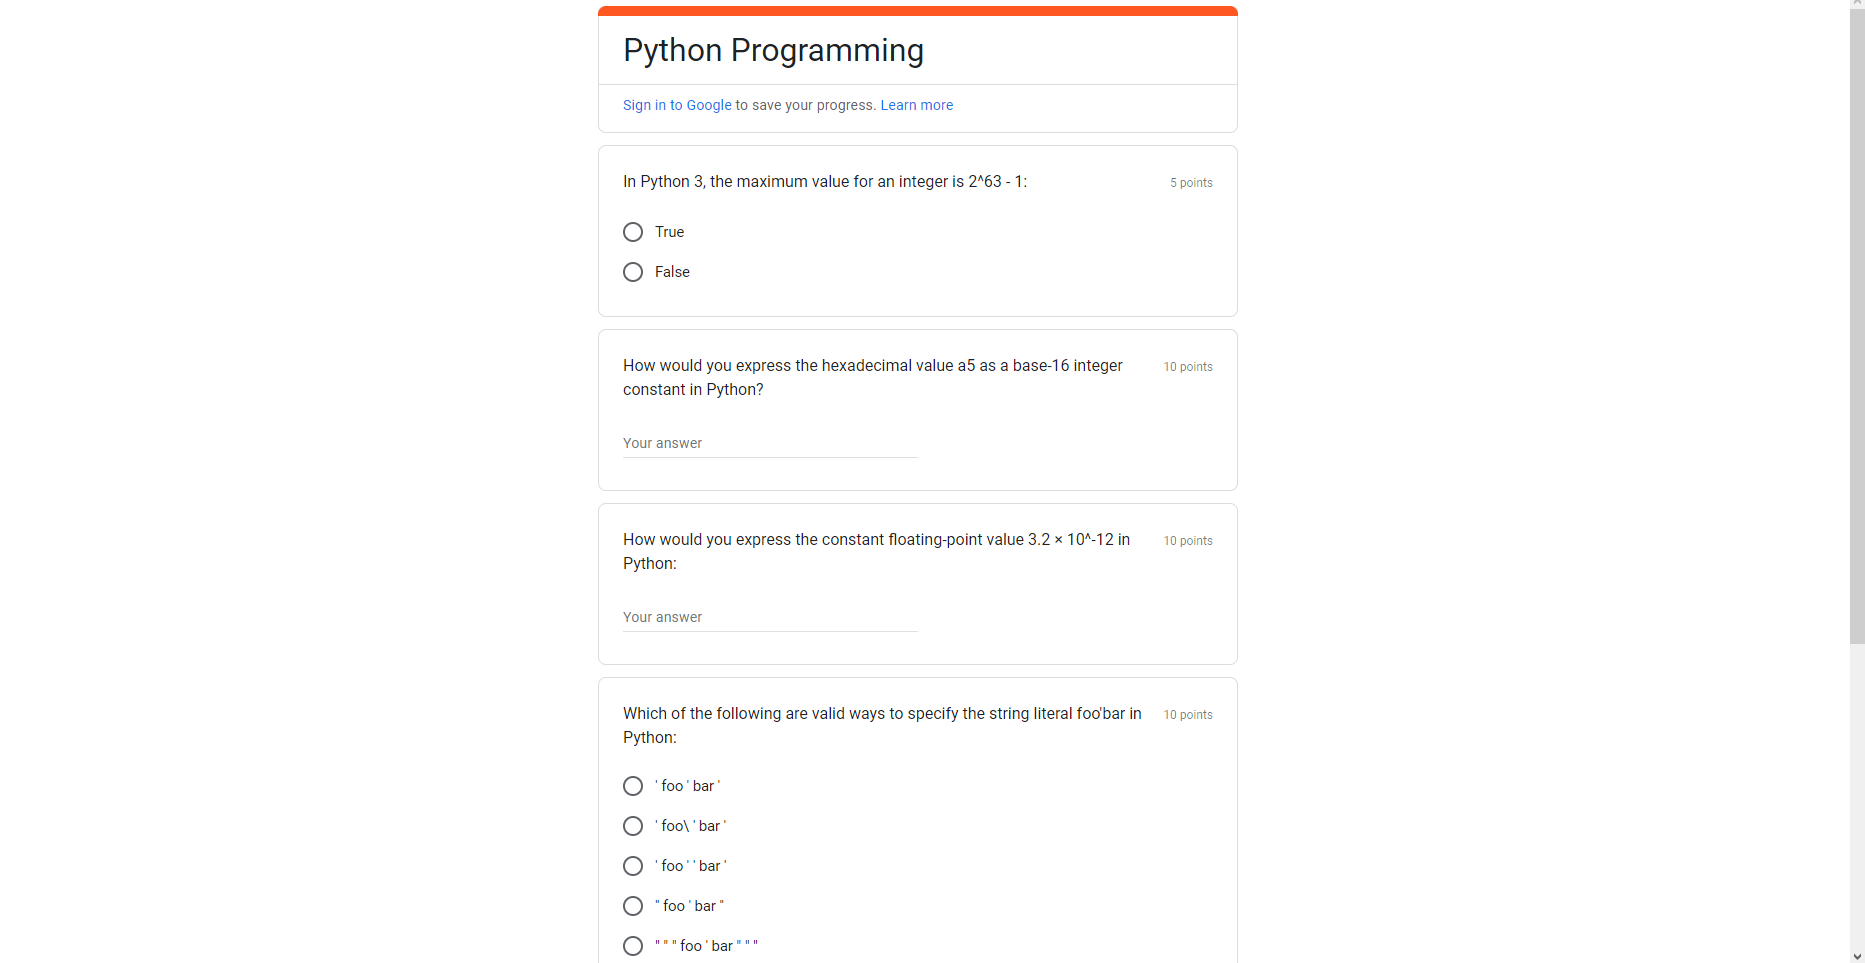 Python Programming
Sign in to Google to save your progress. Learn more
In Python 3, the maximum value for an integer is 2^63 - 1:
5 points
True
False
How would you express the hexadecimal value a5 as a base-16 integer
constant in Python?
10 points
Your answer
How would you express the constant floating-point value 3.2 × 10^-12 in
Python:
10 points
Your answer
Which of the following are valid ways to specify the string literal foo'bar in
Python:
10 points
' foo ' bar '
' foo\ ' bar '
' foo ' ' bar '
" foo ' bar "
" " " foo ' bar " " "